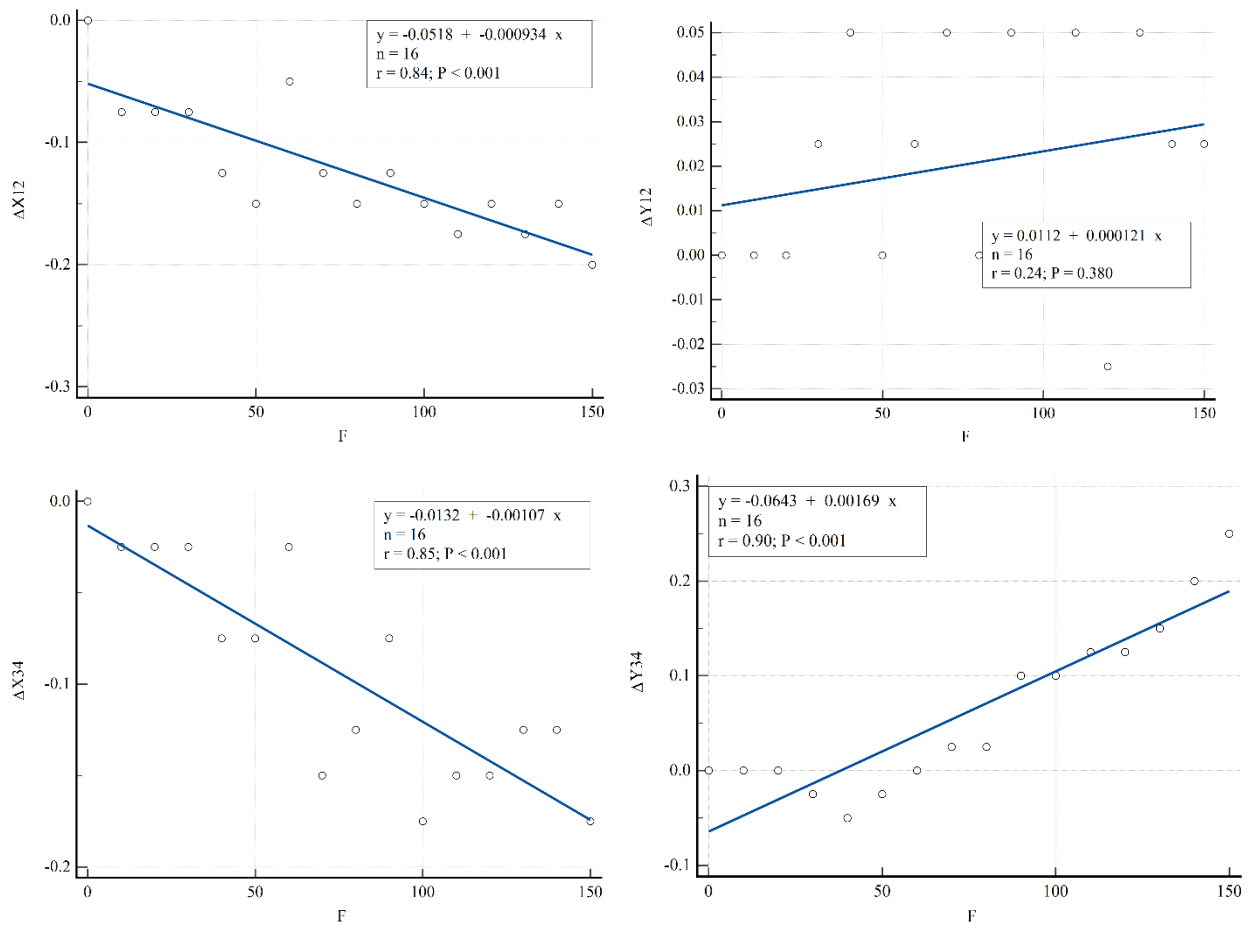 0.0
-0.1
-0.2
-0.3
ΔX12
y = -0.0518 + -0.000934 x
n = 16
r = 0.84; P < 0.001
0 50 100 150
F
0.05
0.04
0.03
0.02
0.01
0.00
-0.01
-0.02
-0.03
ΔY12
y = 0.0112 + 0.000121 x
n = 16
r = 0.24; P = 0.380
0 50 100 150
F
0.0
-0.1
-0.2
ΔX34
y = -0.0132 + -0.00107 x
n = 16
r = 0.85; P < 0.001
0 50 100 150
F
0.3
0.2
0.1
0.0
-0.1
ΔY34
y = -0.0643 + 0.00169 x
n = 16
r = 0.90; P < 0.001
0 50 100 150
F